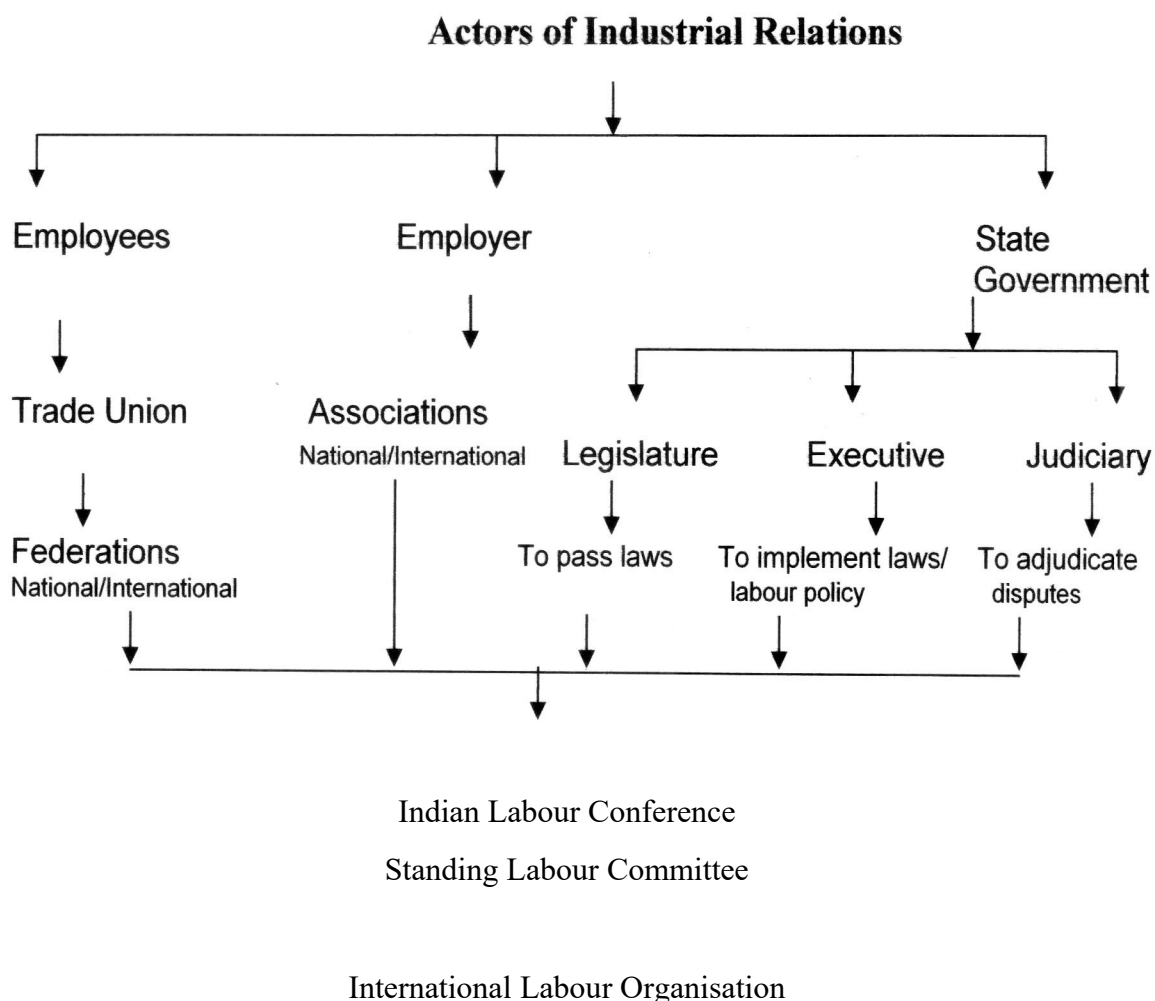 Actors of Industrial Relations
Employees
Employer
State
Government
Trade Union
Associations
National/International
Legislature
Executive
Judiciary
Federations
National/International
To pass laws
To implement laws/
labour policy
To adjudicate
disputes
Indian Labour Conference
Standing Labour Committee
International Labour Organisation